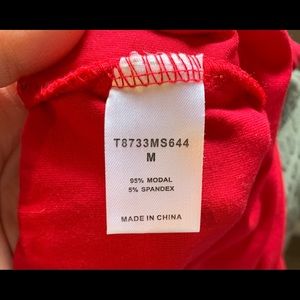 T8733MS644
M
95% MODAL
5% SPANDEX
MADE IN CHINA